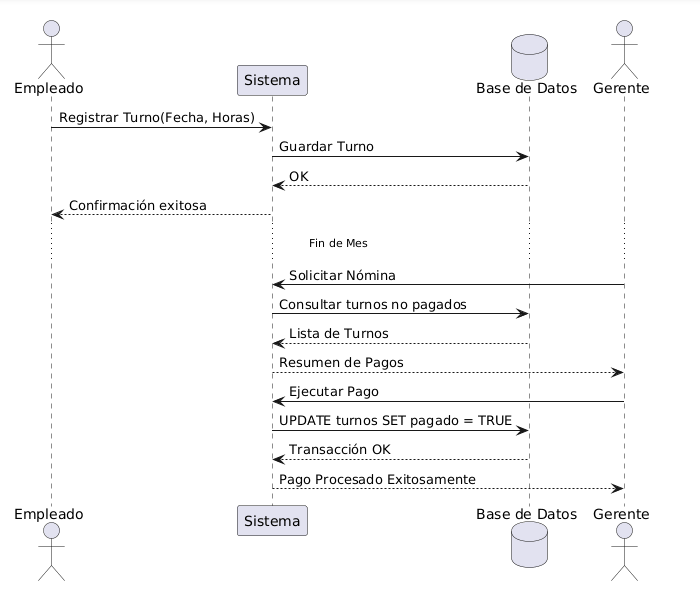 Empleado
Sistema
Base de Datos
Gerente
Registrar Turno(Fecha, Horas)
Guardar Turno
OK
Confirmación exitosa
Fin de Mes
Solicitar Nómina
Consultar turnos no pagados
Lista de Turnos
Resumen de Pagos
Ejecutar Pago
UPDATE turnos SET pagado = TRUE
Transacción OK
Pago Procesado Exitosamente
Empleado
Sistema
Base de Datos
Gerente